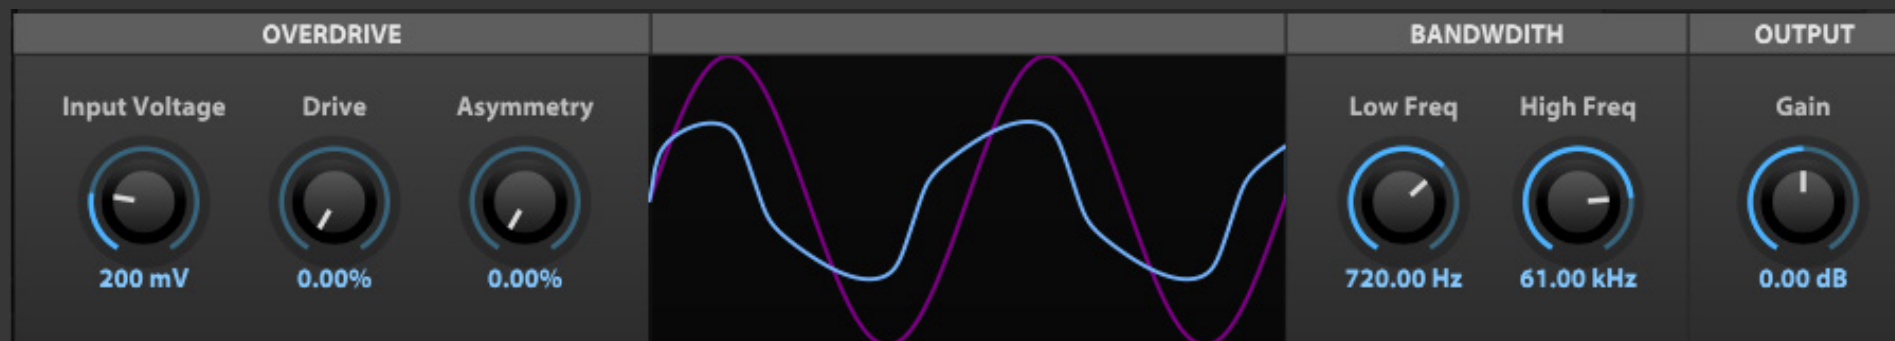 OVERDRIVE BANDWDITH OUTPUT
Input Voltage Drive Asymmetry Low Freq High Freq Gain
200 mV 0.00% 0.00% 720.00 Hz 61.00 kHz 0.00 dB